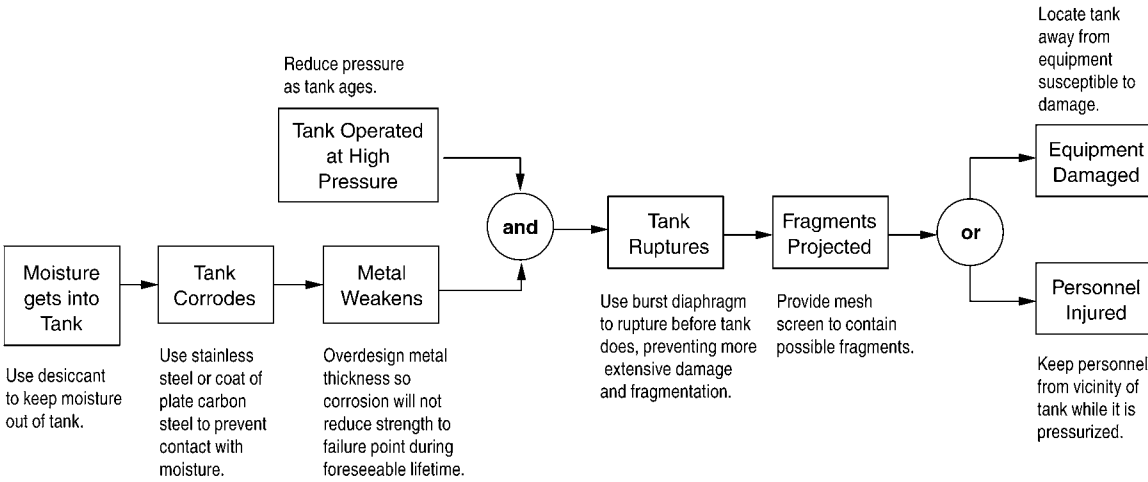 Locate tank
away from
equipment
susceptible to
damage.
Reduce pressure
as tank ages.
Tank Operated
at High
Pressure
Equipment
Damaged
and
Tank
Ruptures
Fragments
Projected
or
Moisture
gets into
Tank
Tank
Corrodes
Metal
Weakens
Personnel
Injured
Use desiccant
to keep moisture
out of tank.
Use stainless
steel or coat of
plate carbon
steel to prevent
contact with
moisture.
Overdesign metal
thickness so
corrosion will not
reduce strength to
failure point during
foreseeable lifetime.
Use burst diaphragm
to rupture before tank
does, preventing more
extensive damage
and fragmentation.
Provide mesh
screen to contain
possible fragments.
Keep personnel
from vicinity of
tank while it is
pressurized.